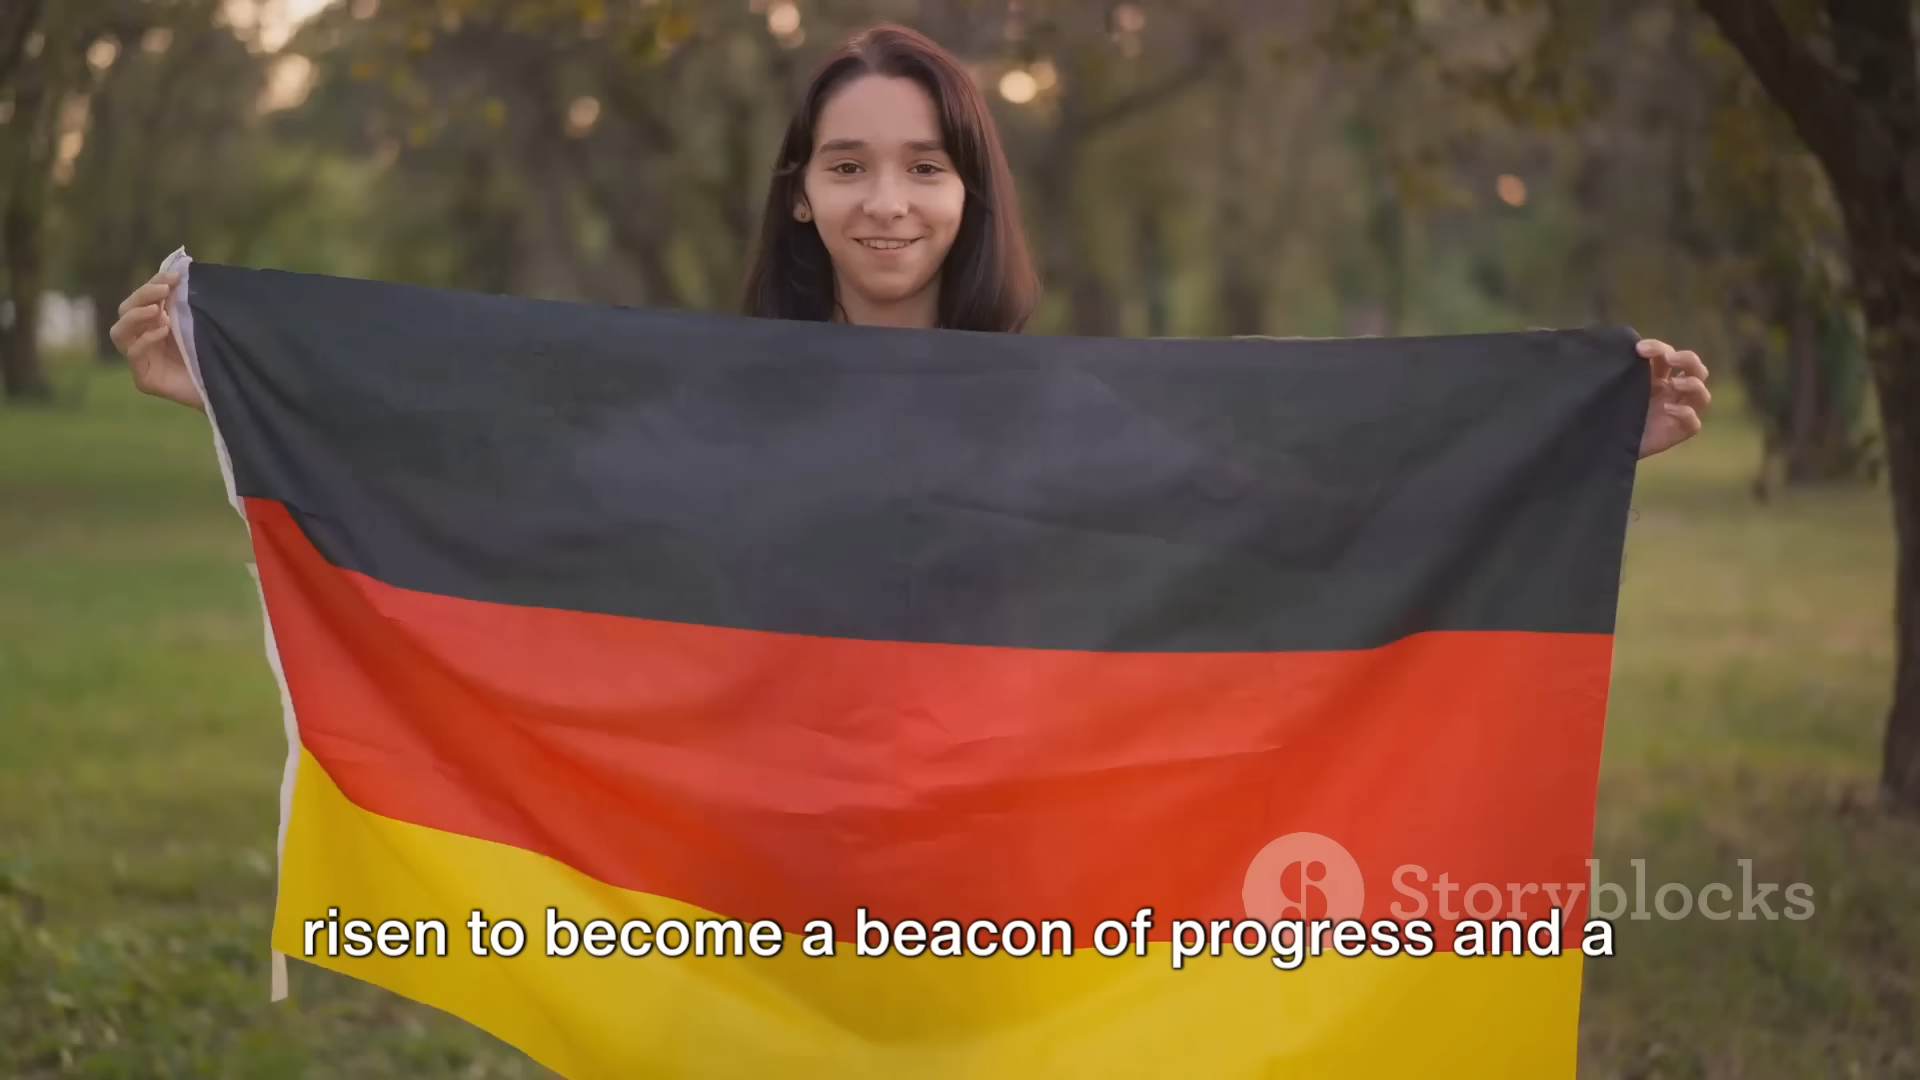 Storyblocks
risen to become a beacon of progress and a